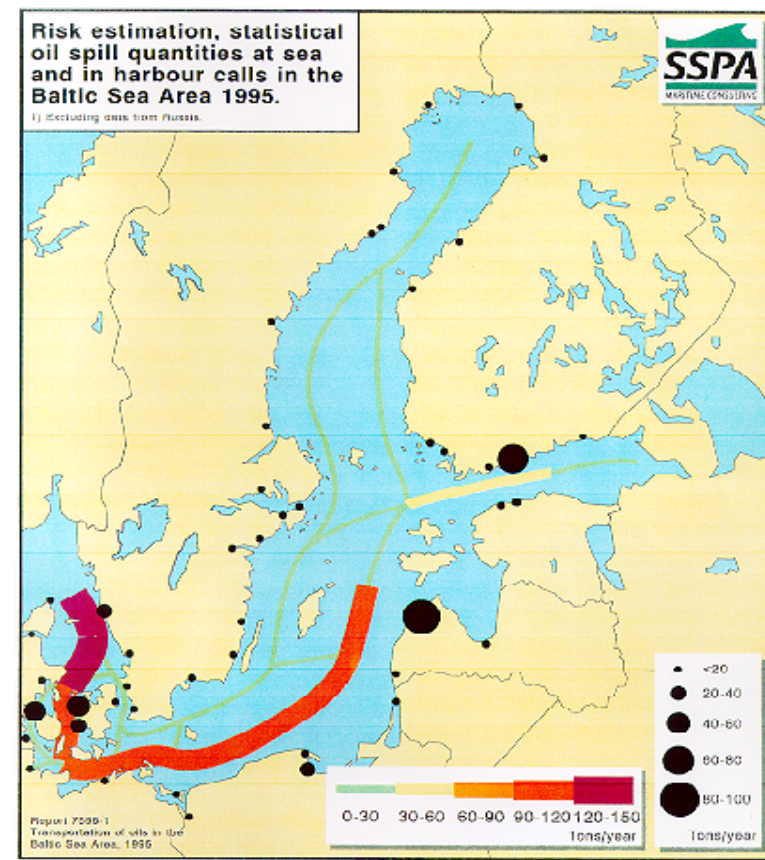 Risk estimation, statistical
oil spill quantities at sea
and in harbour calls in the
Baltic Sea Area 1995.
1) Excluding data from Russia.
SSPA
MARITIME CONSULTING
<20
20-40
40-60
60-80
80-100
Tons/year
0-30 30-60 60-90 90-120 120-150
Tons/year
Report 7596-1
Transportation of oils in the
Baltic Sea Area, 1995